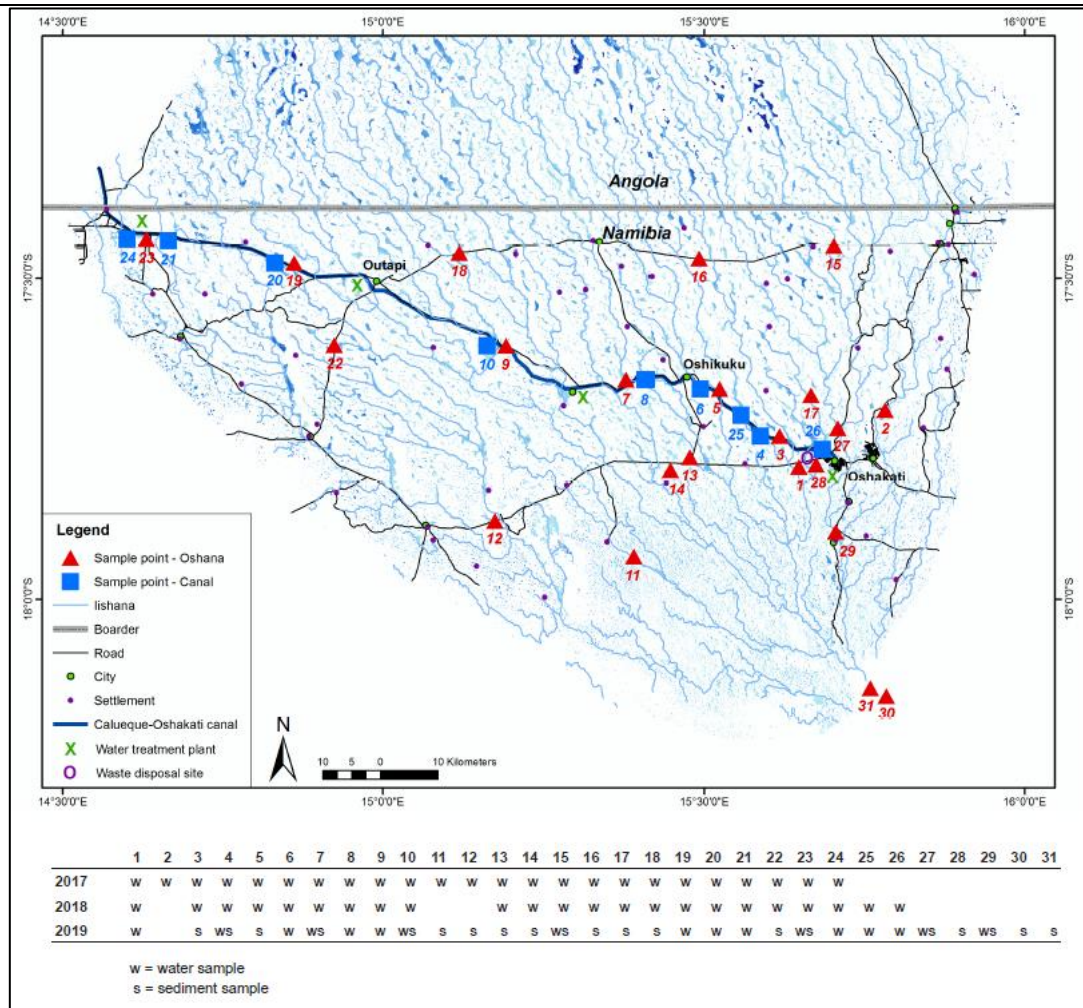 14°30'0"E 15°0'0"E 15°30'0"E 16°0'0"E
Angola
Namibia
24 23 21
20 19
Outapi
18 16 15
17°30'0"S 17°30'0"S
22 10 9
Oshikuku
7 8 6 5
17 2
25 26 27
4 3
13 1 28 Oshakati
14
12
29
11
18°0'0"S 18°0'0"S
31 30
Legend
Sample point - Oshana
Sample point - Canal
Iishana
Boarder
Road
City
Settlement
Calueque-Oshakati canal
X Water treatment plant
O Waste disposal site
N
10 5 0 10 Kilometers
14°30'0"E 15°0'0"E 15°30'0"E 16°0'0"E
1 2 3 4 5 6 7 8 9 10 11 12 13 14 15 16 17 18 19 20 21 22 23 24 25 26 27 28 29 30 31
2017 w w w w w w w w w w w w w w w w w w w w w w w w
2018 w w w w w w w w w w w w w w w w w w w w w w w
2019 w s ws s w ws w w ws s s s s ws s s s w w w s ws w w w ws s ws s s
w = water sample
s = sediment sample